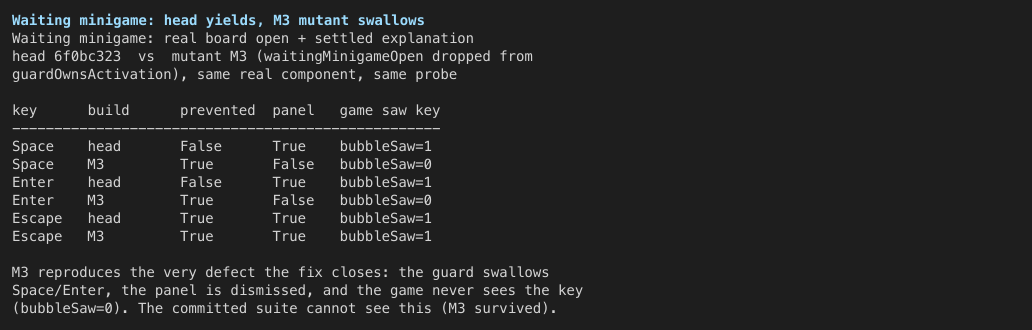 Waiting minigame: head yields, M3 mutant swallows
Waiting minigame: real board open + settled explanation
head 6f0bc323  vs  mutant M3 (waitingMinigameOpen dropped from
guardOwnsActivation), same real component, same probe
key      build      prevented  panel   game saw key
---------------------------------------------------
Space    head       False      True    bubbleSaw=1
Space    M3         True       False   bubbleSaw=0
Enter    head       False      True    bubbleSaw=1
Enter    M3         True       False   bubbleSaw=0
Escape   head       True       True    bubbleSaw=1
Escape   M3         True       True    bubbleSaw=1
M3 reproduces the very defect the fix closes: the guard swallows
Space/Enter, the panel is dismissed, and the game never sees the key
(bubbleSaw=0). The committed suite cannot see this (M3 survived).